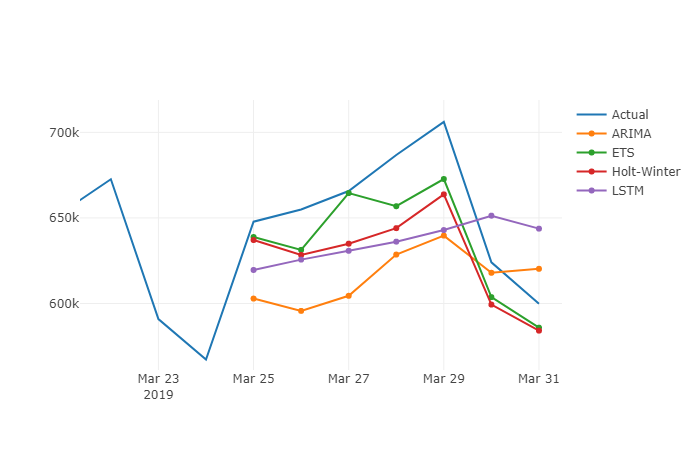 700k
650k
600k
Mar 23
2019
Mar 25
Mar 27
Mar 29
Mar 31
Actual
ARIMA
ETS
Holt-Winter
LSTM